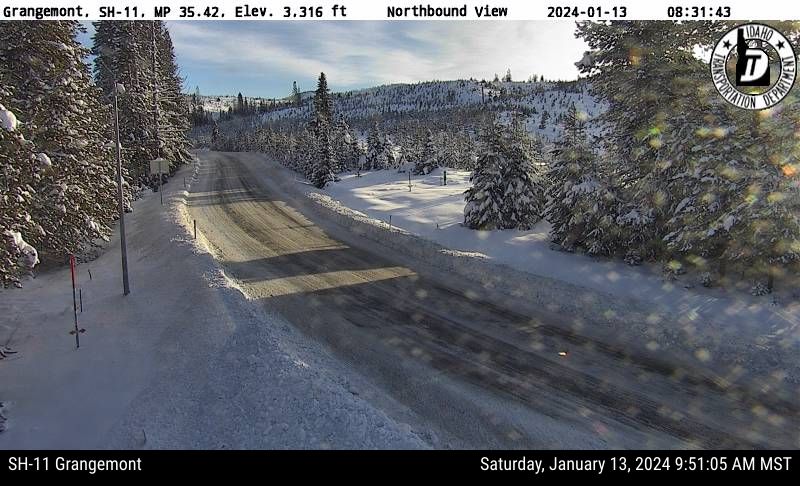 Grangemont, SH-11, MP 35.42, Elev. 3,316 ft Northbound View 2024-01-13 08:31:43
IDAHO
TRANSPORTATION DEPARTMENT
SH-11 Grangemont Saturday, January 13, 2024 9:51:05 AM MST